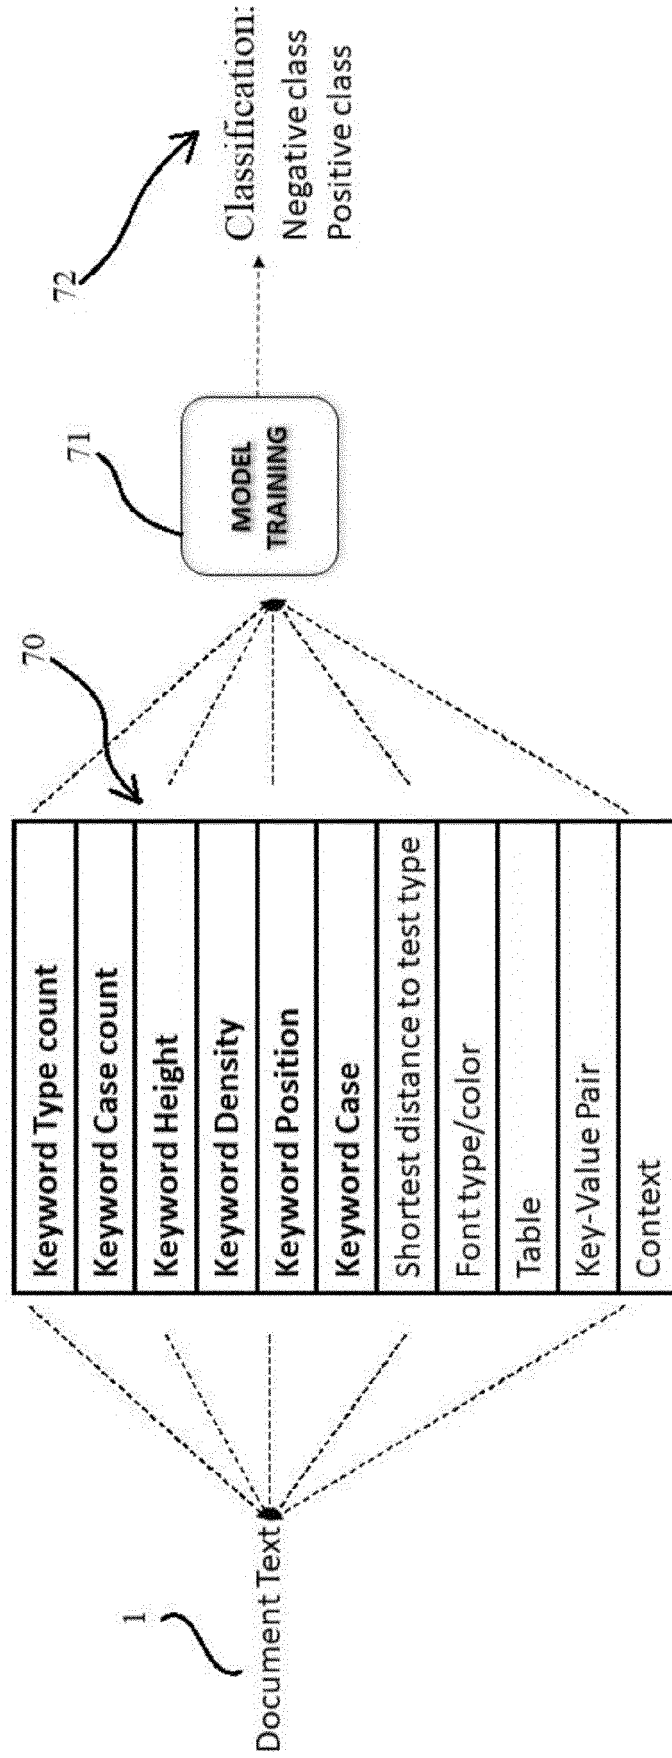 1
Document Text
Keyword Type count
Keyword Case count
Keyword Height
Keyword Density
Keyword Position
Keyword Case
Shortest distance to test type
Font type/color
Table
Key-Value Pair
Context
70
71
MODEL
TRAINING
72
Classification:
Negative class
Positive class